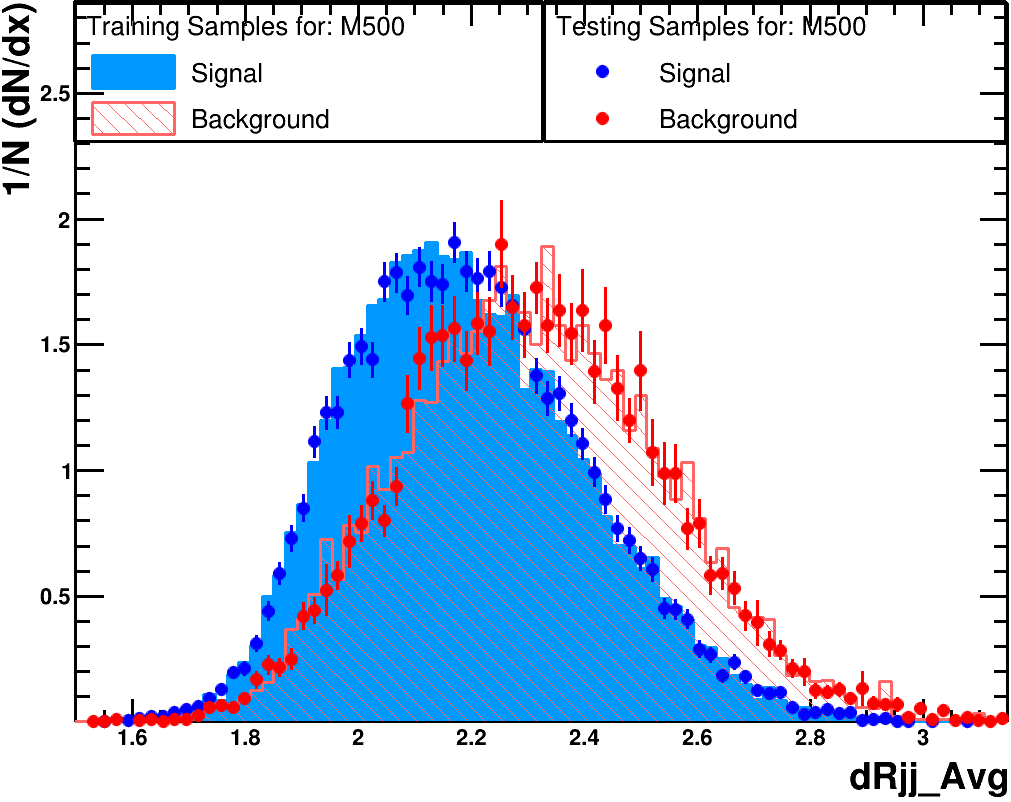 1/N (dN/dx)
Training Samples for: M500
Signal
Background
Testing Samples for: M500
Signal
Background
2.5
2
1.5
1
0.5
1.6 1.8 2 2.2 2.4 2.6 2.8 3
dRjj_Avg